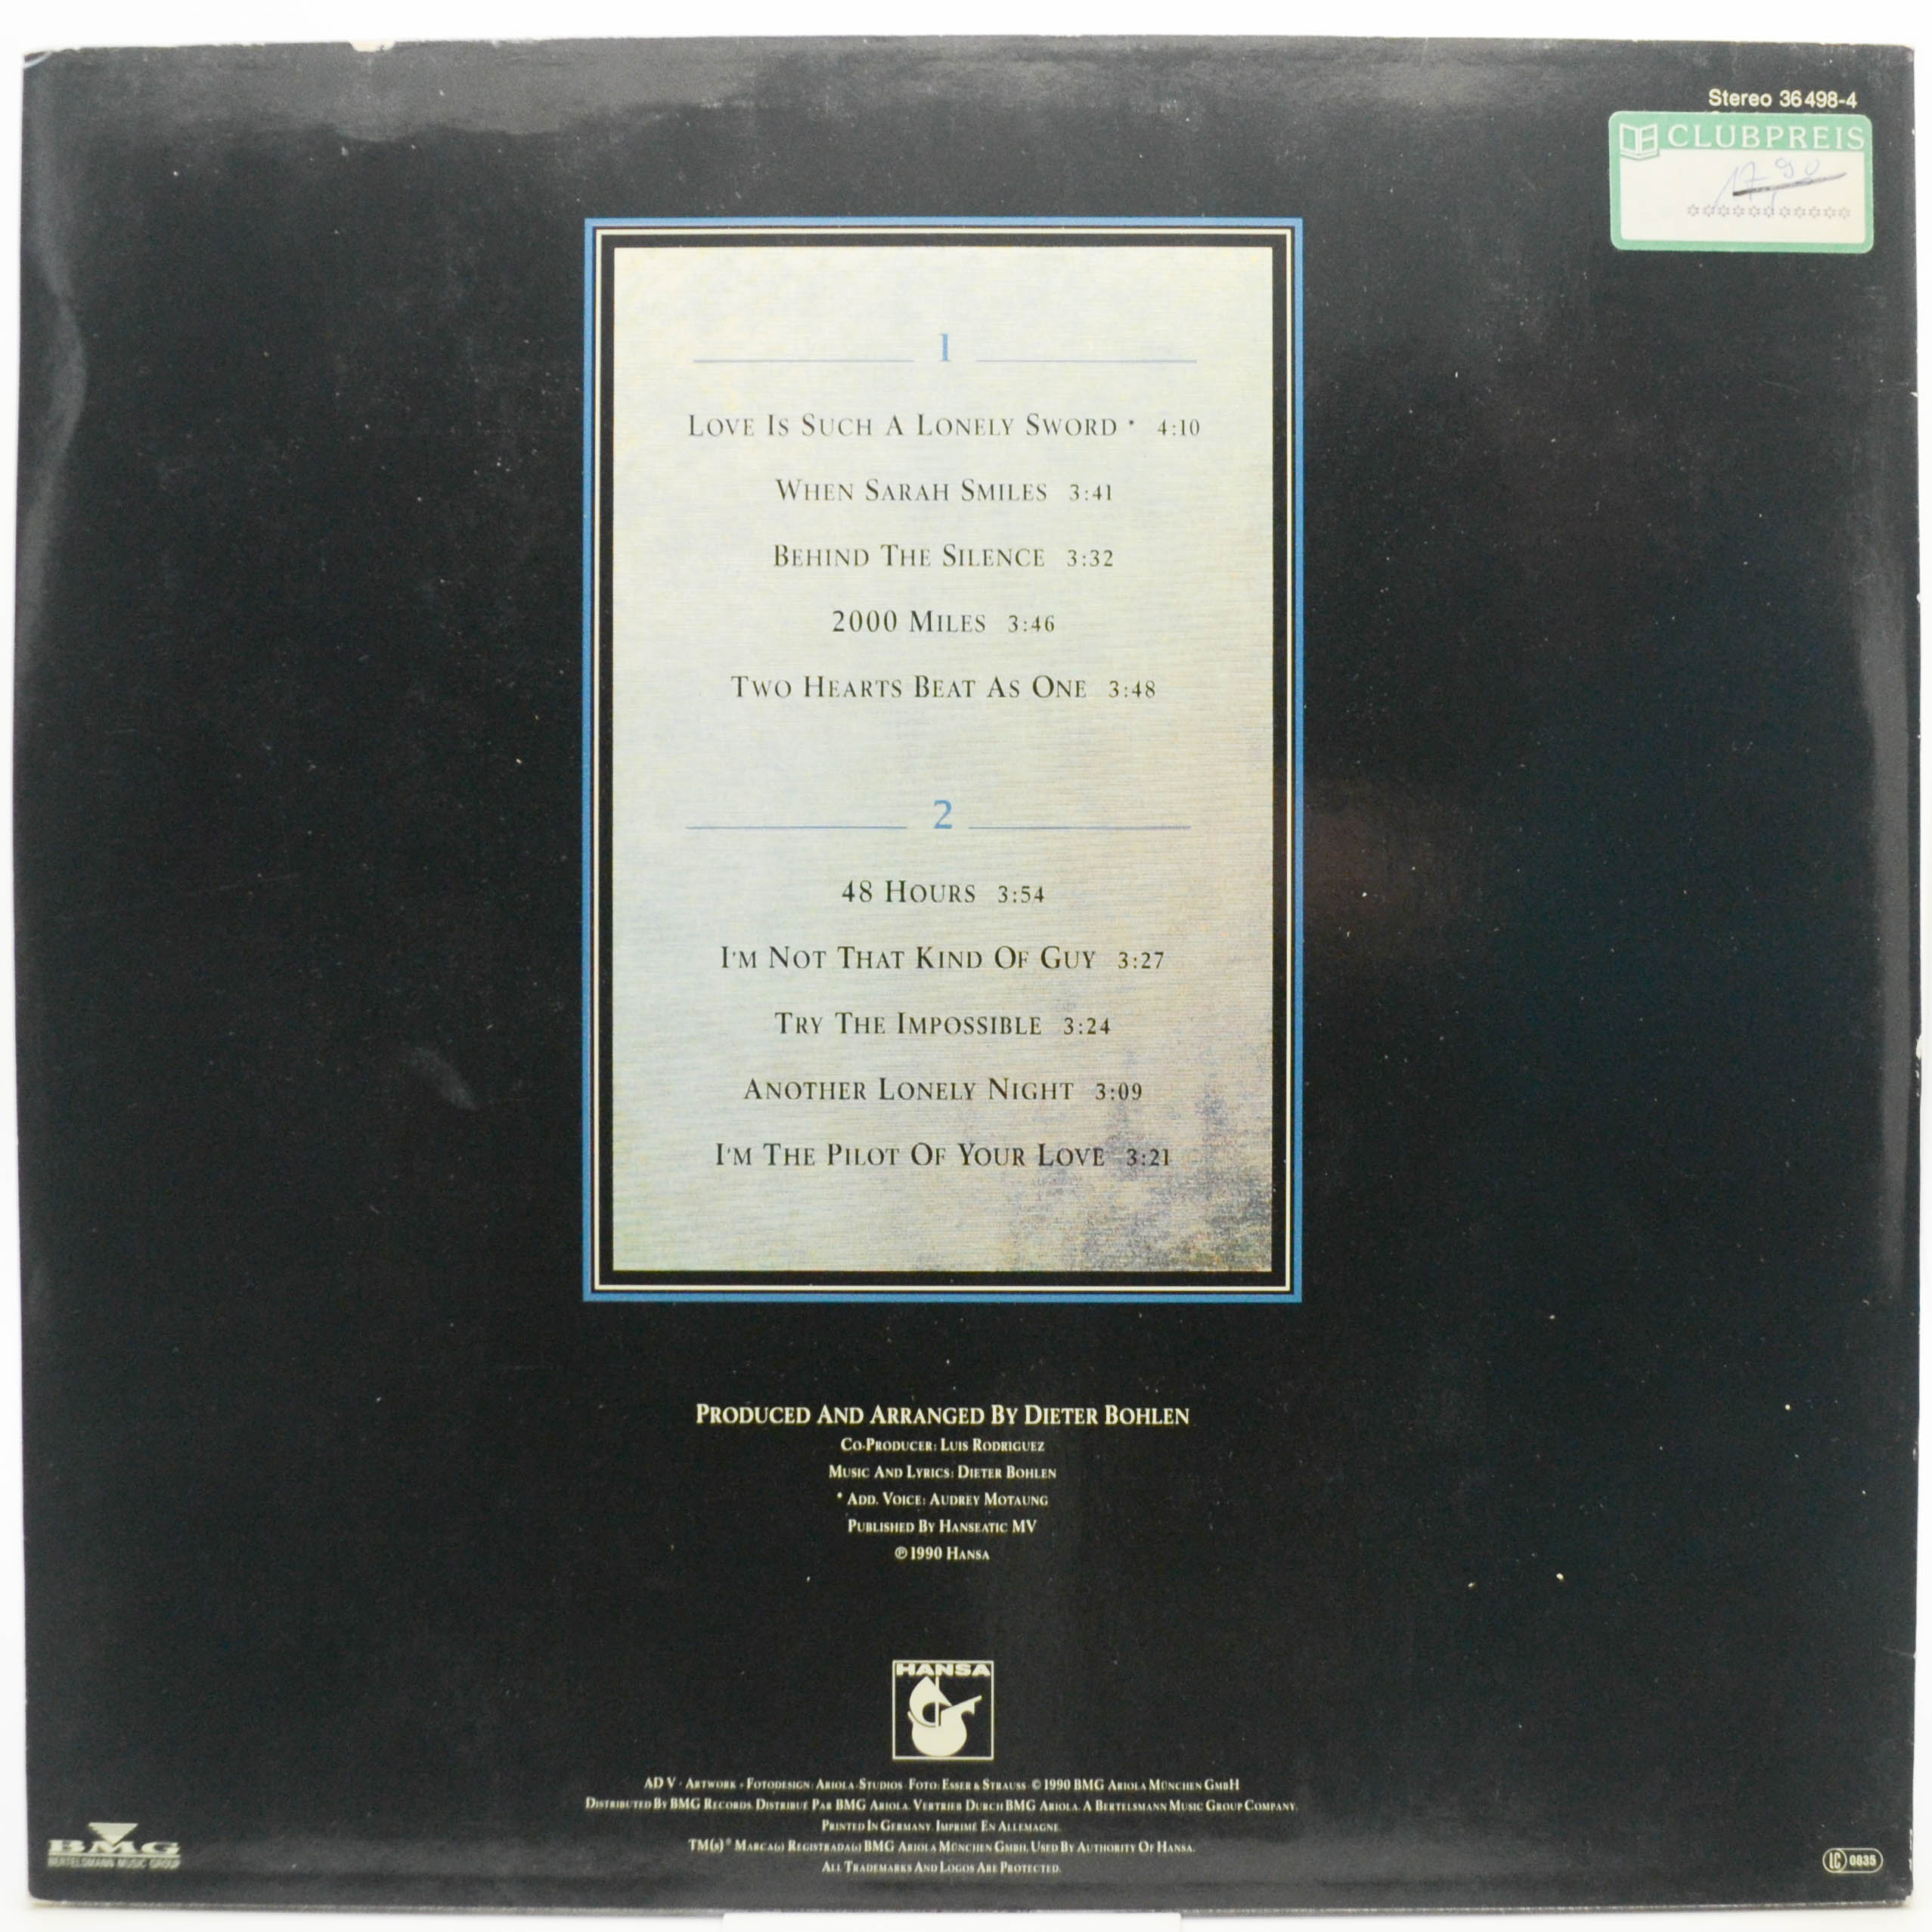 Stereo 36 498-4
CLUBPREIS
17,90
1
LOVE IS SUCH A LONELY SWORD * 4:10
WHEN SARAH SMILES 3:41
BEHIND THE SILENCE 3:32
2000 MILES 3:46
TWO HEARTS BEAT AS ONE 3:48
2
48 HOURS 3:54
I'M NOT THAT KIND OF GUY 3:27
TRY THE IMPOSSIBLE 3:24
ANOTHER LONELY NIGHT 3:09
I'M THE PILOT OF YOUR LOVE 3:21
PRODUCED AND ARRANGED BY DIETER BOHLEN
CO-PRODUCER: LUIS RODRIGUEZ
MUSIC AND LYRICS: DIETER BOHLEN
* ADD. VOICE: AUDREY MOTAUNG
PUBLISHED BY HANSEATIC MV
℗ 1990 HANSA
HANSA
AD V · ARTWORK + FOTODESIGN: ARIOLA-STUDIOS FOTO: ESSER & STRAUSS © 1990 BMG ARIOLA MÜNCHEN GMBH
DISTRIBUTED BY BMG RECORDS. DISTRIBUÉ PAR BMG ARIOLA. VERTRIEB DURCH BMG ARIOLA. A BERTELSMANN MUSIC GROUP COMPANY.
PRINTED IN GERMANY. IMPRIMÉ EN ALLEMAGNE.
TM(S)® MARCA(S) REGISTRADA(S) BMG ARIOLA MÜNCHEN GMBH. USED BY AUTHORITY OF HANSA.
ALL TRADEMARKS AND LOGOS ARE PROTECTED.
BMG
BERTELSMANN MUSIC GROUP
LC 0835